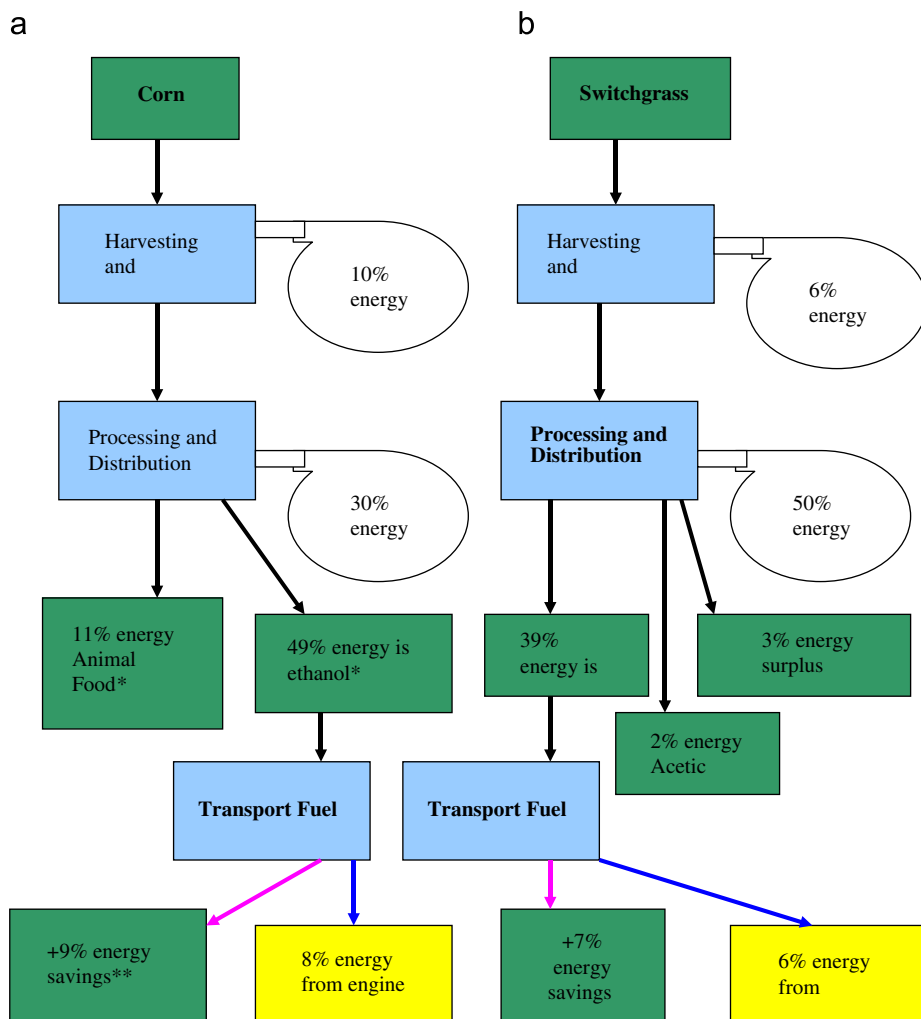 a
Corn
Harvesting
and
10%
energy
Processing and
Distribution
30%
energy
11% energy
Animal
Food*
49% energy is
ethanol*
Transport Fuel
+9% energy
savings**
8% energy
from engine
b
Switchgrass
Harvesting
and
6%
energy
Processing and
Distribution
50%
energy
39%
energy is
3% energy
surplus
2% energy
Acetic
Transport Fuel
+7%
energy
savings
6% energy
from